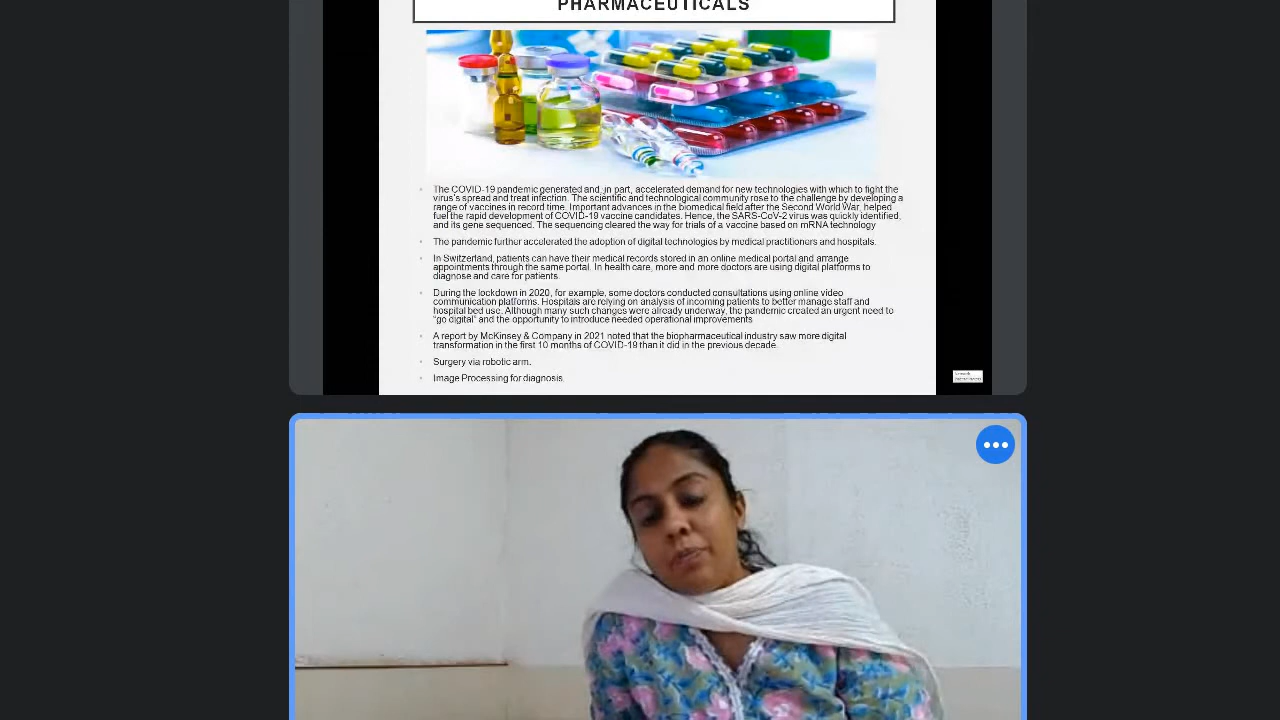 PHARMACEUTICALS
The COVID-19 pandemic generated and, in part, accelerated demand for new technologies with which to fight the
virus's spread and treat infection. The scientific and technological community rose to the challenge by developing a
range of vaccines in record time. Important advances in the biomedical field after the Second World War, helped
fuel the rapid development of COVID-19 vaccine candidates. Hence, the SARS-CoV-2 virus was quickly identified,
and its gene sequenced. The sequencing cleared the way for trials of a vaccine based on mRNA technology
The pandemic further accelerated the adoption of digital technologies by medical practitioners and hospitals.
In Switzerland, patients can have their medical records stored in an online medical portal and arrange
appointments through the same portal. In health care, more and more doctors are using digital platforms to
diagnose and care for patients.
During the lockdown in 2020, for example, some doctors conducted consultations using online video
communication platforms. Hospitals are relying on analysis of incoming patients to better manage staff and
hospital bed use. Although many such changes were already underway, the pandemic created an urgent need to
"go digital" and the opportunity to introduce needed operational improvements
A report by McKinsey & Company in 2021 noted that the biopharmaceutical industry saw more digital
transformation in the first 10 months of COVID-19 than it did in the previous decade.
Surgery via robotic arm.
Image Processing for diagnosis.